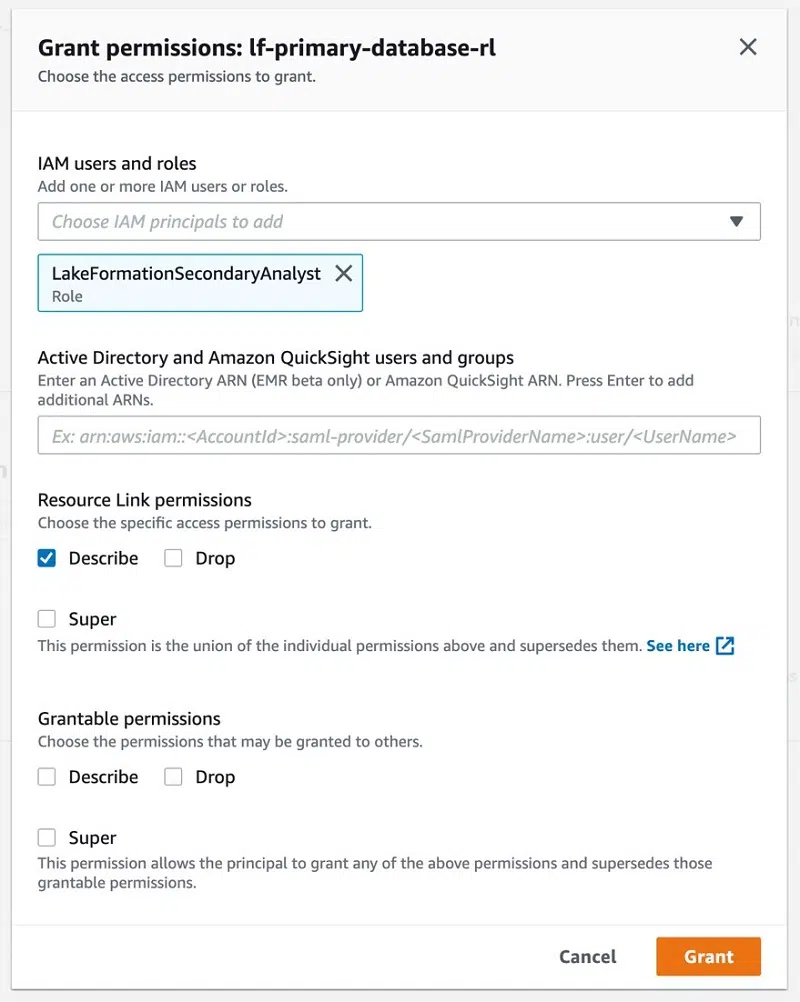 Grant permissions: lf-primary-database-rl
Choose the access permissions to grant.
IAM users and roles
Add one or more IAM users or roles.
Choose IAM principals to add
LakeFormationSecondaryAnalyst
Role
Active Directory and Amazon QuickSight users and groups
Enter an Active Directory ARN (EMR beta only) or Amazon QuickSight ARN. Press Enter to add
additional ARNs.
Ex: arn:aws:iam::<AccountId>:saml-provider/<SamlProviderName>:user/<UserName>
Resource Link permissions
Choose the specific access permissions to grant.
Describe Drop
Super
This permission is the union of the individual permissions above and supersedes them. See here
Grantable permissions
Choose the permissions that may be granted to others.
Describe Drop
Super
This permission allows the principal to grant any of the above permissions and supersedes those
grantable permissions.
Cancel Grant